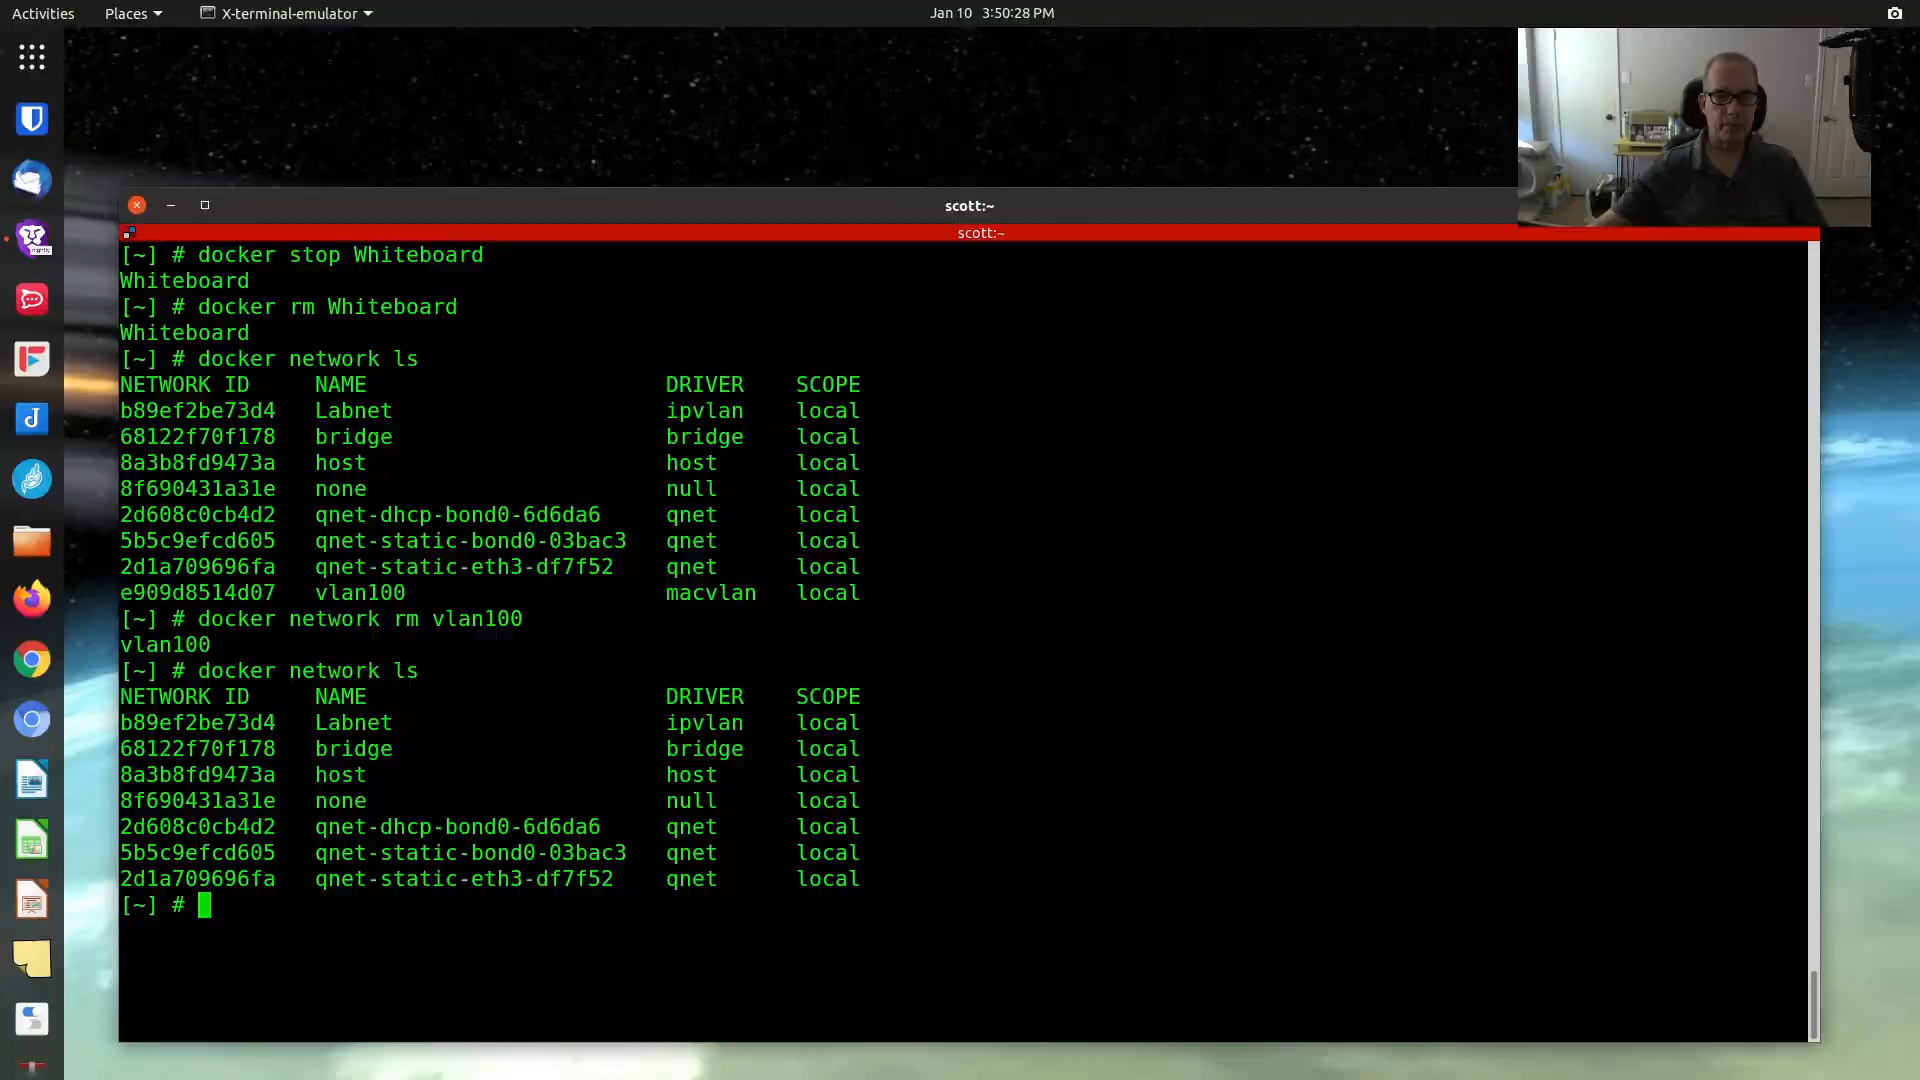 Activities Places X-terminal-emulator Jan 10 3:50:28 PM
scott:~
scott:~
[~] # docker stop Whiteboard
Whiteboard
[~] # docker rm Whiteboard
Whiteboard
[~] # docker network ls
NETWORK ID NAME DRIVER SCOPE
b89ef2be73d4 Labnet ipvlan local
68122f70f178 bridge bridge local
8a3b8fd9473a host host local
8f690431a31e none null local
2d608c0cb4d2 qnet-dhcp-bond0-6d6da6 qnet local
5b5c9efcd605 qnet-static-bond0-03bac3 qnet local
2d1a709696fa qnet-static-eth3-df7f52 qnet local
e909d8514d07 vlan100 macvlan local
[~] # docker network rm vlan100
vlan100
[~] # docker network ls
NETWORK ID NAME DRIVER SCOPE
b89ef2be73d4 Labnet ipvlan local
68122f70f178 bridge bridge local
8a3b8fd9473a host host local
8f690431a31e none null local
2d608c0cb4d2 qnet-dhcp-bond0-6d6da6 qnet local
5b5c9efcd605 qnet-static-bond0-03bac3 qnet local
2d1a709696fa qnet-static-eth3-df7f52 qnet local
[~] #